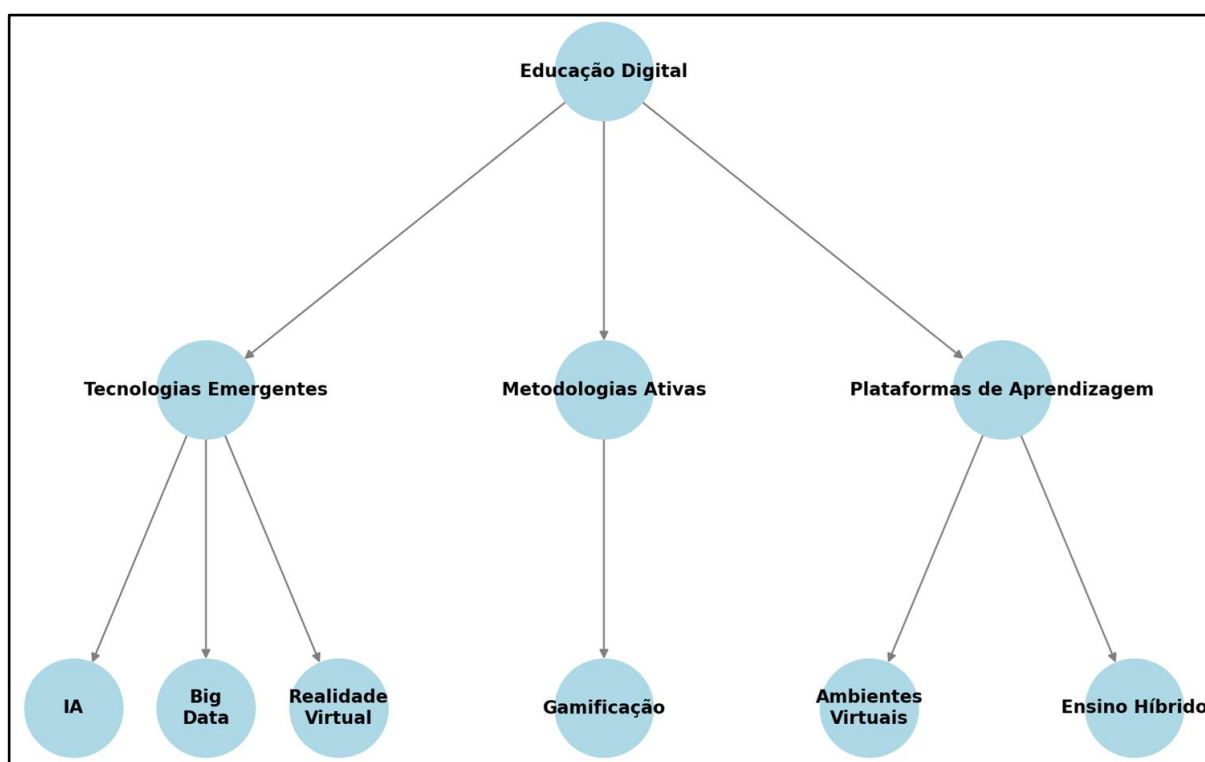 Educação Digital
Tecnologias Emergentes
Metodologias Ativas
Plataformas de Aprendizagem
IA
Big
Data
Realidade
Virtual
Gamificação
Ambientes
Virtuais
Ensino Híbrido